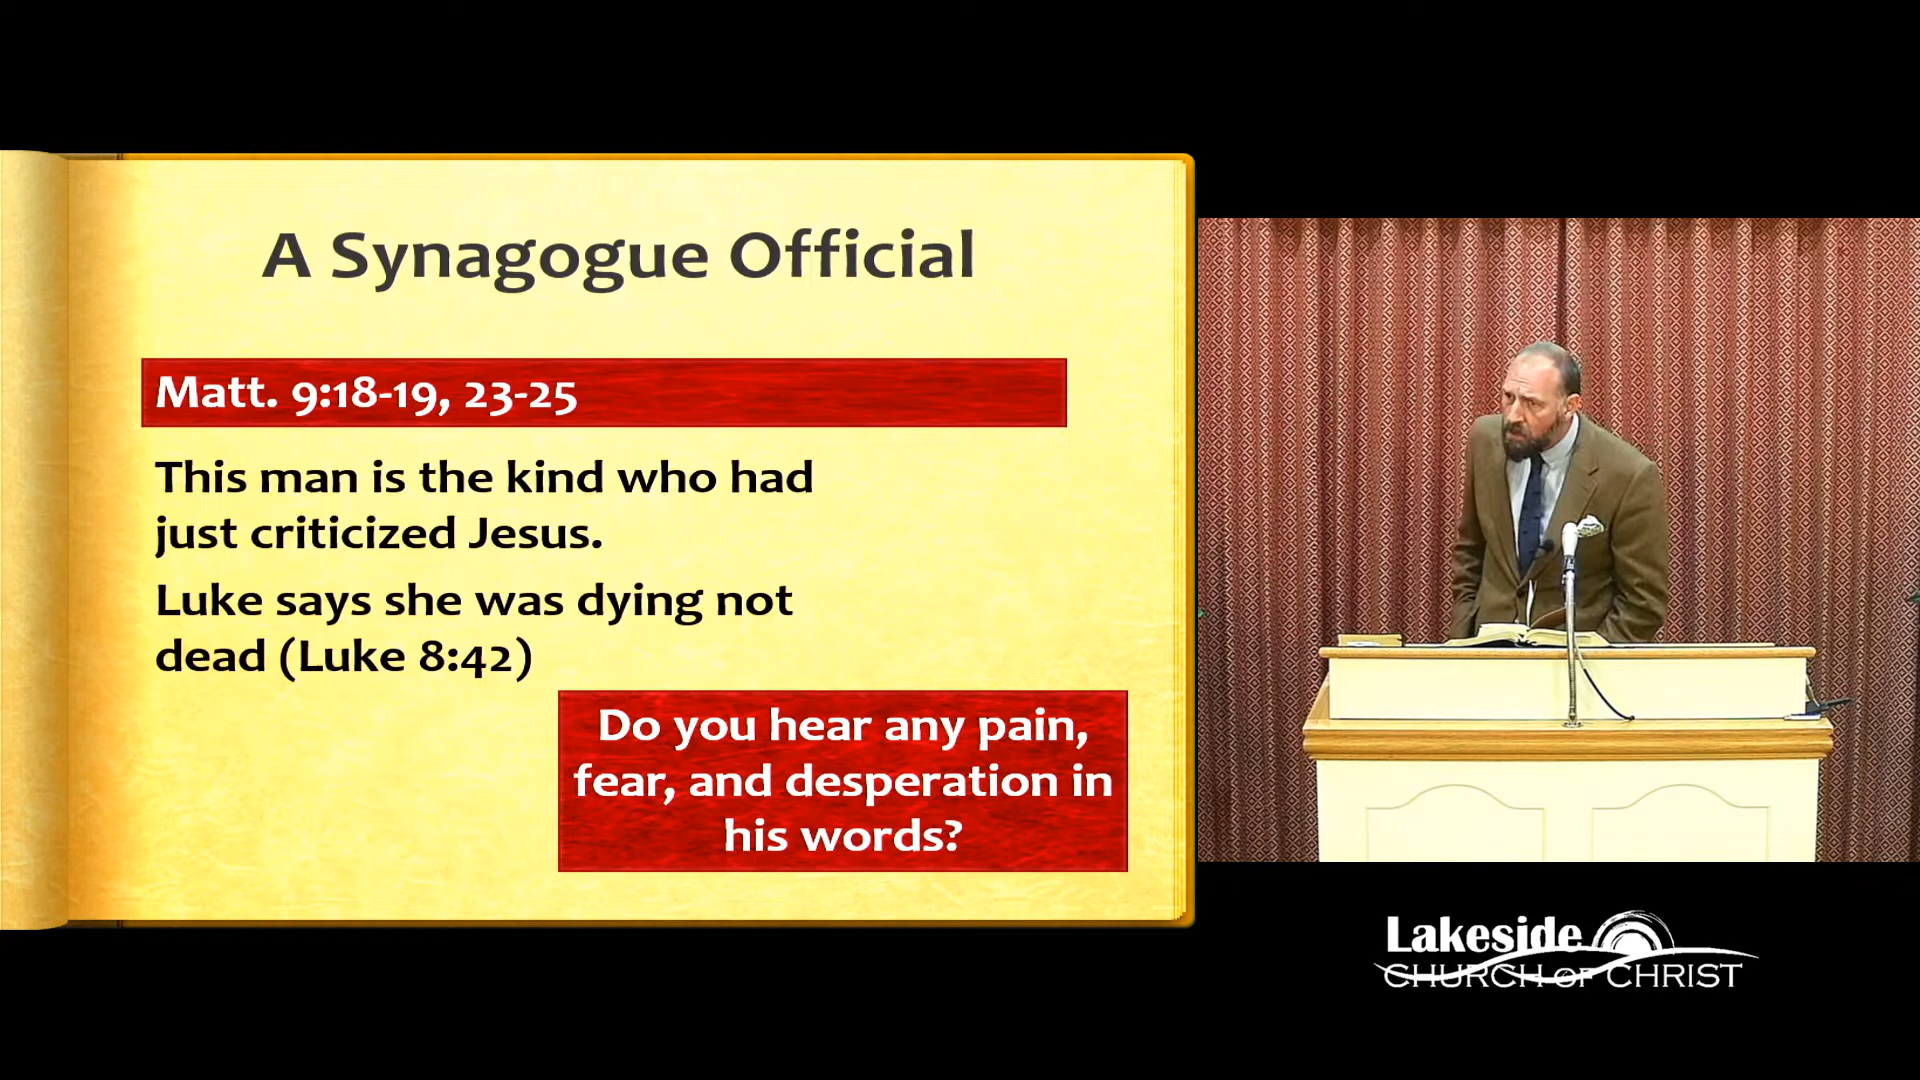 A Synagogue Official
Matt. 9:18-19, 23-25
This man is the kind who had
just criticized Jesus.
Luke says she was dying not
dead (Luke 8:42)
Do you hear any pain,
fear, and desperation in
his words?
Lakeside
CHURCH OF CHRIST